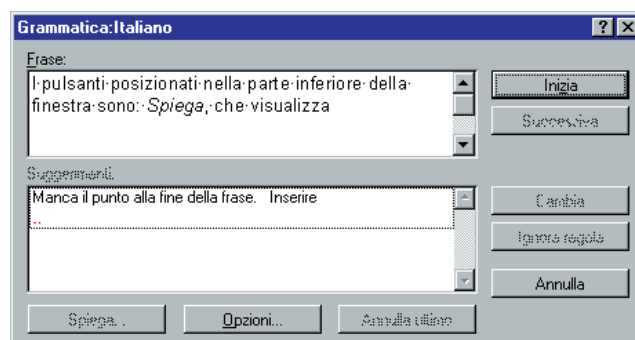 Grammatica:Italiano
Frase:
I·pulsanti·posizionati·nella·parte·inferiore·della·
finestra·sono:·Spiega,·che·visualizza
Inizia
Successiva
Suggerimenti:
Manca il punto alla fine della frase.   Inserire
..
Cambia
Ignora regola
Annulla
Spiega...
Opzioni...
Annulla ultimo